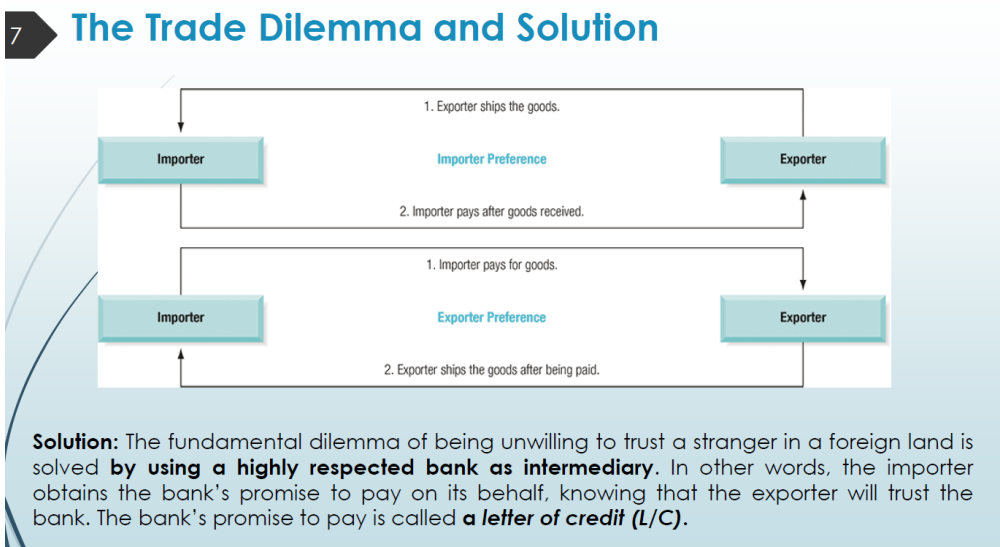 7
The Trade Dilemma and Solution
1. Exporter ships the goods.
Importer
Importer Preference
Exporter
2. Importer pays after goods received.
1. Importer pays for goods.
Importer
Exporter Preference
Exporter
2. Exporter ships the goods after being paid.
Solution: The fundamental dilemma of being unwilling to trust a stranger in a foreign land is
solved by using a highly respected bank as intermediary. In other words, the importer
obtains the bank's promise to pay on its behalf, knowing that the exporter will trust the
bank. The bank's promise to pay is called a letter of credit (L/C).